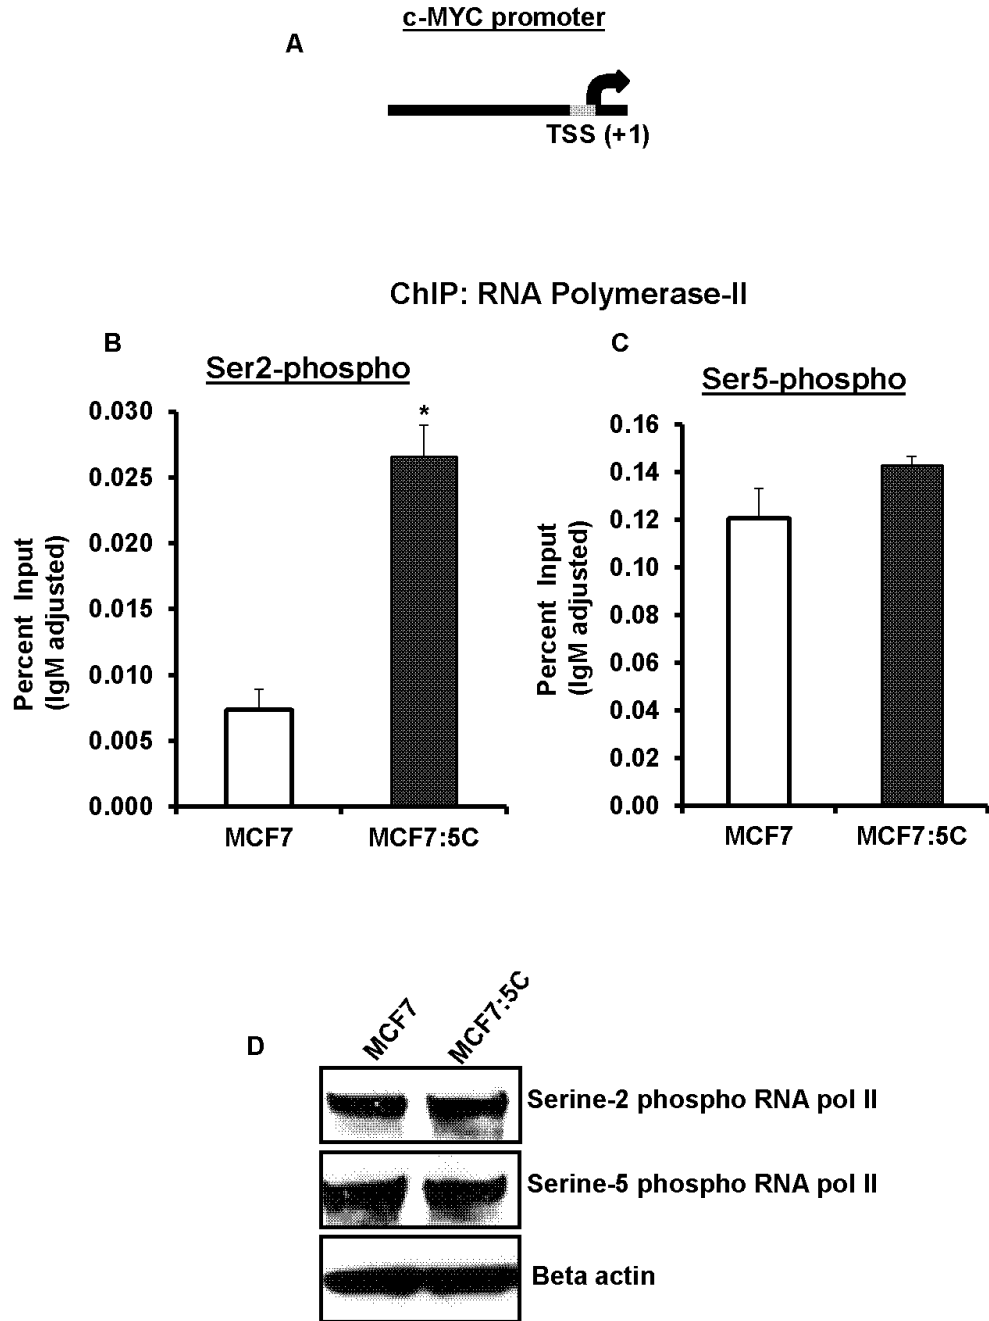 c-MYC promoter
A
TSS (+1)
ChIP: RNA Polymerase-II
B
Ser2-phospho
*
0.030
0.025
0.020
0.015
0.010
0.005
0.000
Percent Input
(IgM adjusted)
MCF7
MCF7:5C
C
Ser5-phospho
0.16
0.14
0.12
0.10
0.08
0.06
0.04
0.02
0.00
Percent Input
(IgM adjusted)
MCF7
MCF7:5C
D
MCF7
MCF7:5C
Serine-2 phospho RNA pol II
Serine-5 phospho RNA pol II
Beta actin